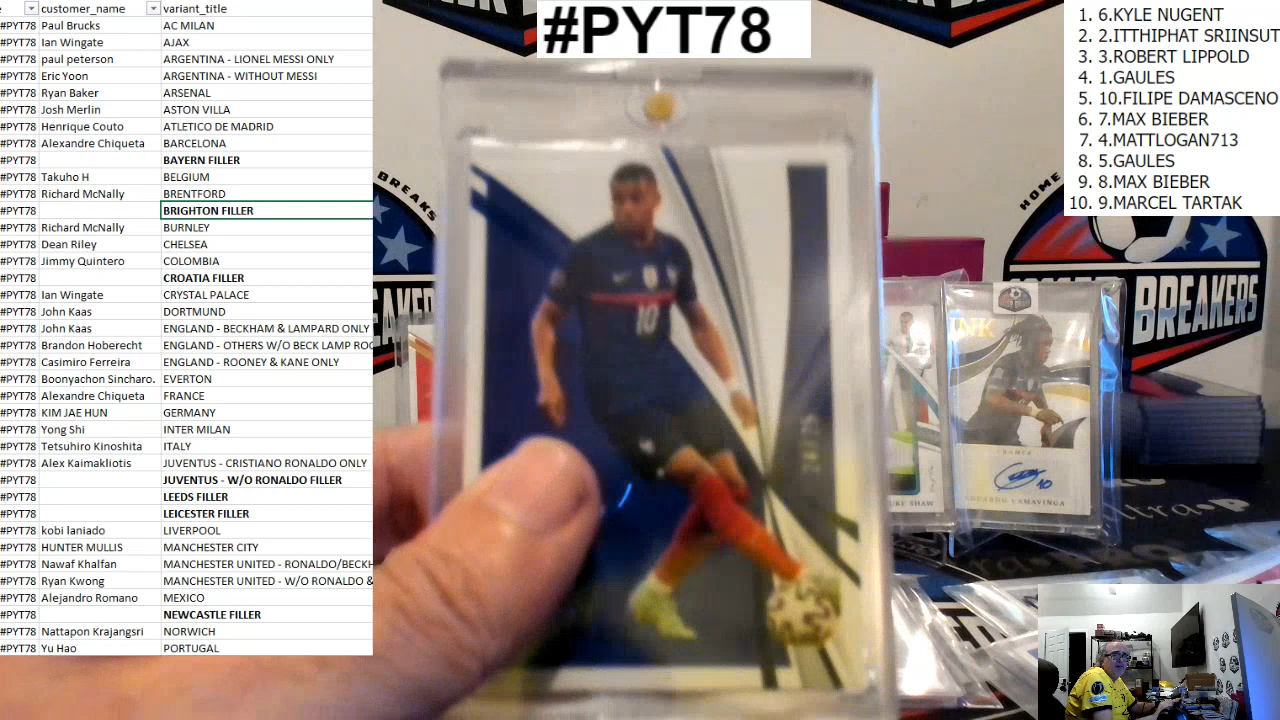 customer_name variant_title
#PYT78 Paul Brucks AC MILAN
#PYT78 Ian Wingate AJAX
#PYT78 paul peterson ARGENTINA - LIONEL MESSI ONLY
#PYT78 Eric Yoon ARGENTINA - WITHOUT MESSI
#PYT78 Ryan Baker ARSENAL
#PYT78 Josh Merlin ASTON VILLA
#PYT78 Henrique Couto ATLETICO DE MADRID
#PYT78 Alexandre Chiqueta BARCELONA
#PYT78 BAYERN FILLER
#PYT78 Takuho H BELGIUM
#PYT78 Richard McNally BRENTFORD
#PYT78 BRIGHTON FILLER
#PYT78 Richard McNally BURNLEY
#PYT78 Dean Riley CHELSEA
#PYT78 Jimmy Quintero COLOMBIA
#PYT78 CROATIA FILLER
#PYT78 Ian Wingate CRYSTAL PALACE
#PYT78 John Kaas DORTMUND
#PYT78 John Kaas ENGLAND - BECKHAM & LAMPARD ONLY
#PYT78 Brandon Hoberecht ENGLAND - OTHERS W/O BECK LAMP ROO
#PYT78 Casimiro Ferreira ENGLAND - ROONEY & KANE ONLY
#PYT78 Boonyachon Sincharo. EVERTON
#PYT78 Alexandre Chiqueta FRANCE
#PYT78 KIM JAE HUN GERMANY
#PYT78 Yong Shi INTER MILAN
#PYT78 Tetsuhiro Kinoshita ITALY
#PYT78 Alex Kaimakliotis JUVENTUS - CRISTIANO RONALDO ONLY
#PYT78 JUVENTUS - W/O RONALDO FILLER
#PYT78 LEEDS FILLER
#PYT78 LEICESTER FILLER
#PYT78 kobi laniado LIVERPOOL
#PYT78 HUNTER MULLIS MANCHESTER CITY
#PYT78 Nawaf Khalfan MANCHESTER UNITED - RONALDO/BECKH
#PYT78 Ryan Kwong MANCHESTER UNITED - W/O RONALDO &
#PYT78 Alejandro Romano MEXICO
#PYT78 NEWCASTLE FILLER
#PYT78 Nattapon Krajangsri NORWICH
#PYT78 Yu Hao PORTUGAL
#PYT78
1. 6.KYLE NUGENT
2. 2.ITTHIPHAT SRIINSUT
3. 3.ROBERT LIPPOLD
4. 1.GAULES
5. 10.FILIPE DAMASCENO
6. 7.MAX BIEBER
7. 4.MATTLOGAN713
8. 5.GAULES
9. 8.MAX BIEBER
10. 9.MARCEL TARTAK
BREAKS
HOME
BREAKERS
BREAKERS
10
INK
FRANCE
EDUARDO CAMAVINGA
UKE SHAW